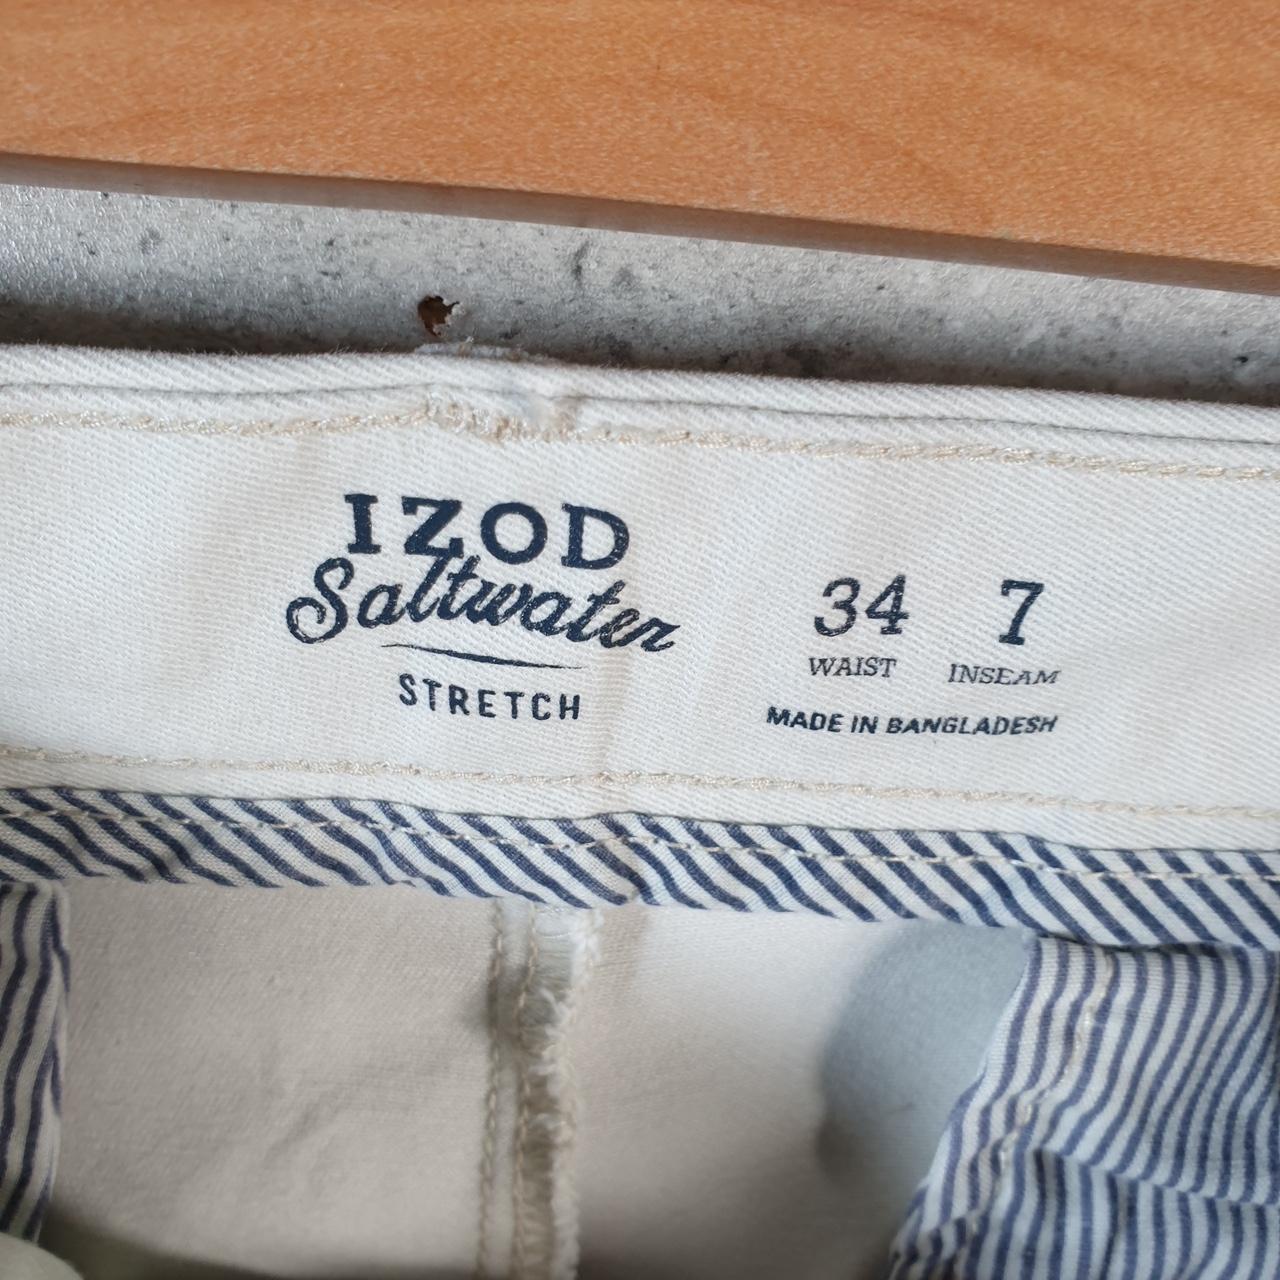 IZOD
Saltwater
STRETCH
34 7
WAIST INSEAM
MADE IN BANGLADESH